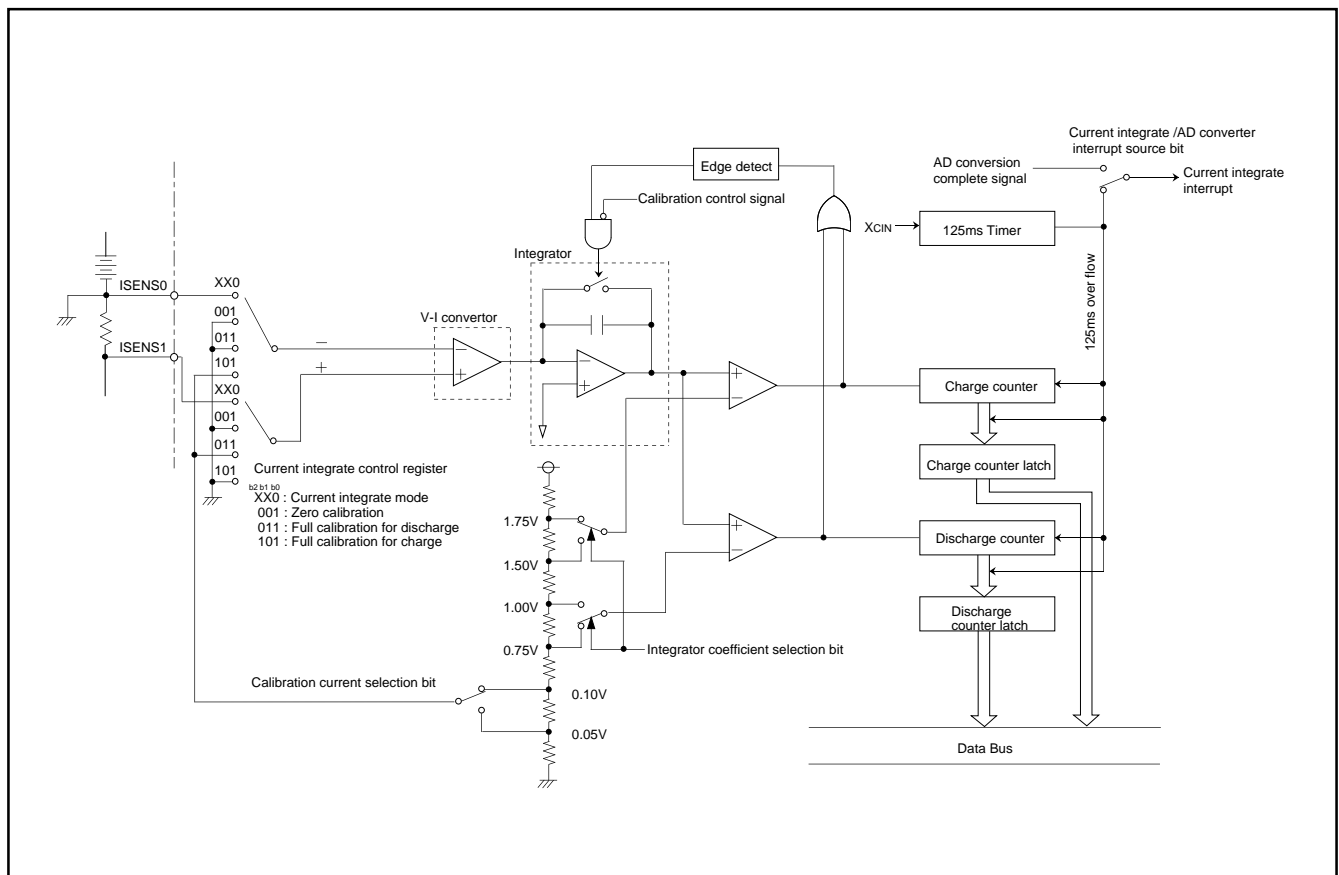 Current integrate /AD converter
interrupt source bit
AD conversion
complete signal
Current integrate
interrupt
Edge detect
Calibration control signal
XCIN
125ms Timer
Integrator
125ms over flow
ISENS0
XX0
001
011
101
ISENS1
XX0
001
011
101
−
+
V-I convertor
−
+
−
+
+
−
Charge counter
Charge counter latch
Current integrate control register
b2 b1 b0
XX0 : Current integrate mode
001 : Zero calibration
011 : Full calibration for discharge
101 : Full calibration for charge
1.75V
1.50V
1.00V
0.75V
+
−
Discharge counter
Discharge
counter latch
Integrator coefficient selection bit
Calibration current selection bit
0.10V
0.05V
Data Bus